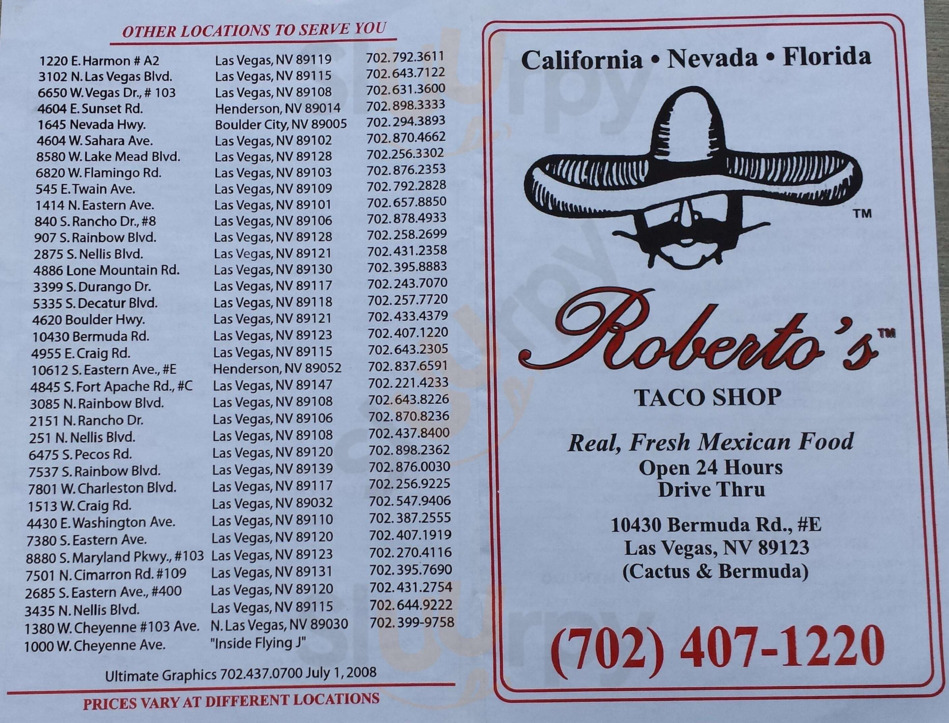 OTHER LOCATIONS TO SERVE YOU
1220 E. Harmon # A2 Las Vegas, NV 89119 702.792.3611
3102 N. Las Vegas Blvd. Las Vegas, NV 89115 702.643.7122
6650 W. Vegas Dr., # 103 Las Vegas, NV 89108 702.631.3600
4604 E. Sunset Rd. Henderson, NV 89014 702.898.3333
1645 Nevada Hwy. Boulder City, NV 89005 702.294.3893
4604 W. Sahara Ave. Las Vegas, NV 89102 702.870.4662
8580 W. Lake Mead Blvd. Las Vegas, NV 89128 702.256.3302
6820 W. Flamingo Rd. Las Vegas, NV 89103 702.876.2353
545 E. Twain Ave. Las Vegas, NV 89109 702.792.2828
1414 N. Eastern Ave. Las Vegas, NV 89101 702.657.8850
840 S. Rancho Dr., #8 Las Vegas, NV 89106 702.878.4933
907 S. Rainbow Blvd. Las Vegas, NV 89128 702.258.2699
2875 S. Nellis Blvd. Las Vegas, NV 89121 702.431.2358
4886 Lone Mountain Rd. Las Vegas, NV 89130 702.395.8883
3399 S. Durango Dr. Las Vegas, NV 89117 702.243.7070
5335 S. Decatur Blvd. Las Vegas, NV 89118 702.257.7720
4620 Boulder Hwy. Las Vegas, NV 89121 702.433.4379
10430 Bermuda Rd. Las Vegas, NV 89123 702.407.1220
4955 E. Craig Rd. Las Vegas, NV 89115 702.643.2305
10612 S. Eastern Ave., #E Henderson, NV 89052 702.837.6591
4845 S. Fort Apache Rd., #C Las Vegas, NV 89147 702.221.4233
3085 N. Rainbow Blvd. Las Vegas, NV 89108 702.643.8226
2151 N. Rancho Dr. Las Vegas, NV 89106 702.870.8236
251 N. Nellis Blvd. Las Vegas, NV 89108 702.437.8400
6475 S. Pecos Rd. Las Vegas, NV 89120 702.898.2362
7537 S. Rainbow Blvd. Las Vegas, NV 89139 702.876.0030
7801 W. Charleston Blvd. Las Vegas, NV 89117 702.256.9225
1513 W. Craig Rd. Las Vegas, NV 89032 702.547.9406
4430 E. Washington Ave. Las Vegas, NV 89110 702.387.2555
7380 S. Eastern Ave. Las Vegas, NV 89120 702.407.1919
8880 S. Maryland Pkwy., #103 Las Vegas, NV 89123 702.270.4116
7501 N. Cimarron Rd. #109 Las Vegas, NV 89131 702.395.7690
2685 S. Eastern Ave., #400 Las Vegas, NV 89120 702.431.2754
3435 N. Nellis Blvd. Las Vegas, NV 89115 702.644.9222
1380 W. Cheyenne #103 Ave. N. Las Vegas, NV 89030 702.399-9758
1000 W. Cheyenne Ave. "Inside Flying J"
Ultimate Graphics 702.437.0700 July 1, 2008
PRICES VARY AT DIFFERENT LOCATIONS
California • Nevada • Florida
TM
Roberto's TM
TACO SHOP
Real, Fresh Mexican Food
Open 24 Hours
Drive Thru
10430 Bermuda Rd., #E
Las Vegas, NV 89123
(Cactus & Bermuda)
(702) 407-1220